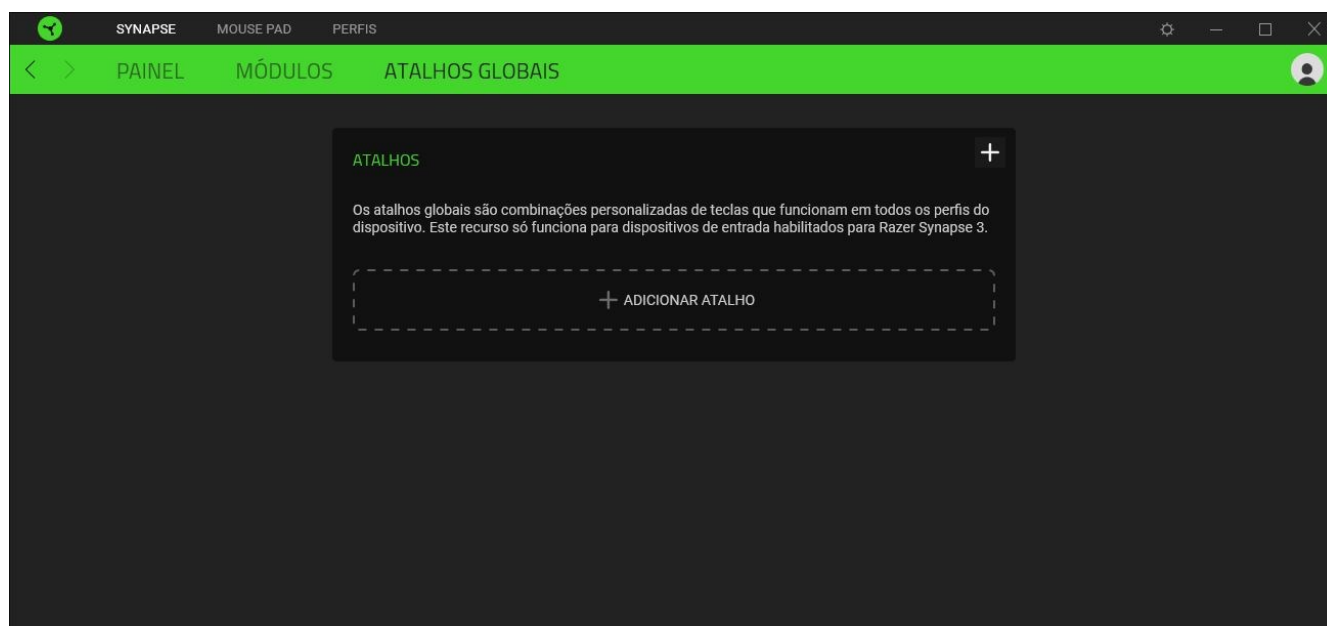 SYNAPSE MOUSE PAD PERFIS
PAINEL MÓDULOS ATALHOS GLOBAIS
ATALHOS
Os atalhos globais são combinações personalizadas de teclas que funcionam em todos os perfis do
dispositivo. Este recurso só funciona para dispositivos de entrada habilitados para Razer Synapse 3.
ADICIONAR ATALHO